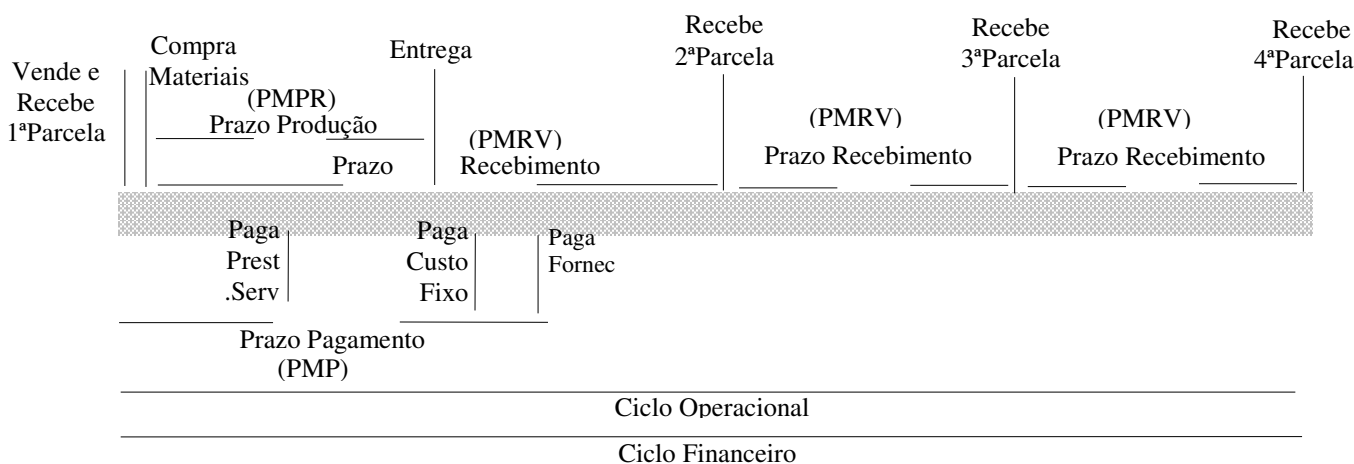 Vende e
Recebe
1ªParcela
Compra
Materiais
(PMPR)
Prazo Produção
Prazo
Entrega
(PMRV)
Recebimento
Recebe
2ªParcela
(PMRV)
Prazo Recebimento
Recebe
3ªParcela
(PMRV)
Prazo Recebimento
Recebe
4ªParcela
Paga
Prest
.Serv
Paga
Custo
Fixo
Paga
Fornec
Prazo Pagamento
(PMP)
Ciclo Operacional
Ciclo Financeiro